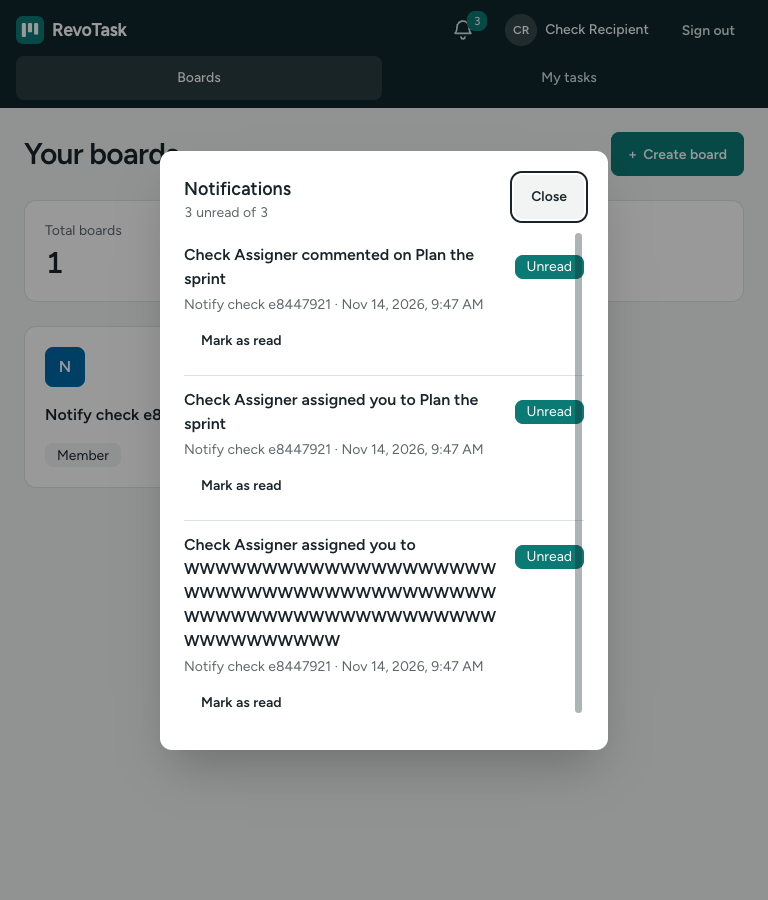 RevoTask
3
CR
Check Recipient
Sign out
Boards
My tasks
Your boards
+ Create board
Total boards
1
N
Notify check e8
Member
Notifications
3 unread of 3
Close
Check Assigner commented on Plan the
sprint
Unread
Notify check e8447921 · Nov 14, 2026, 9:47 AM
Mark as read
Check Assigner assigned you to Plan the
sprint
Unread
Notify check e8447921 · Nov 14, 2026, 9:47 AM
Mark as read
Check Assigner assigned you to
WWWWWWWWWWWWWWWWWWWW
WWWWWWWWWWWWWWWWWWWW
WWWWWWWWWWWWWWWWWWWW
WWWWWWWWWW
Unread
Notify check e8447921 · Nov 14, 2026, 9:47 AM
Mark as read